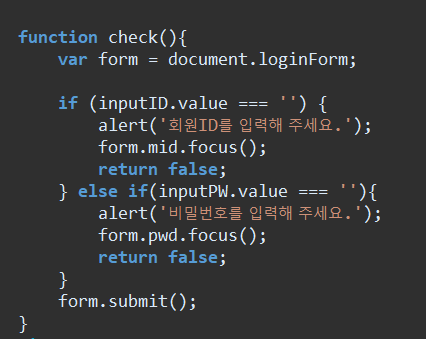 function check(){
    var form = document.loginForm;
    if (inputID.value === '') {
        alert('회원ID를 입력해 주세요.');
        form.mid.focus();
        return false;
    } else if(inputPW.value === ''){
        alert('비밀번호를 입력해 주세요.');
        form.pwd.focus();
        return false;
    }
    form.submit();
}